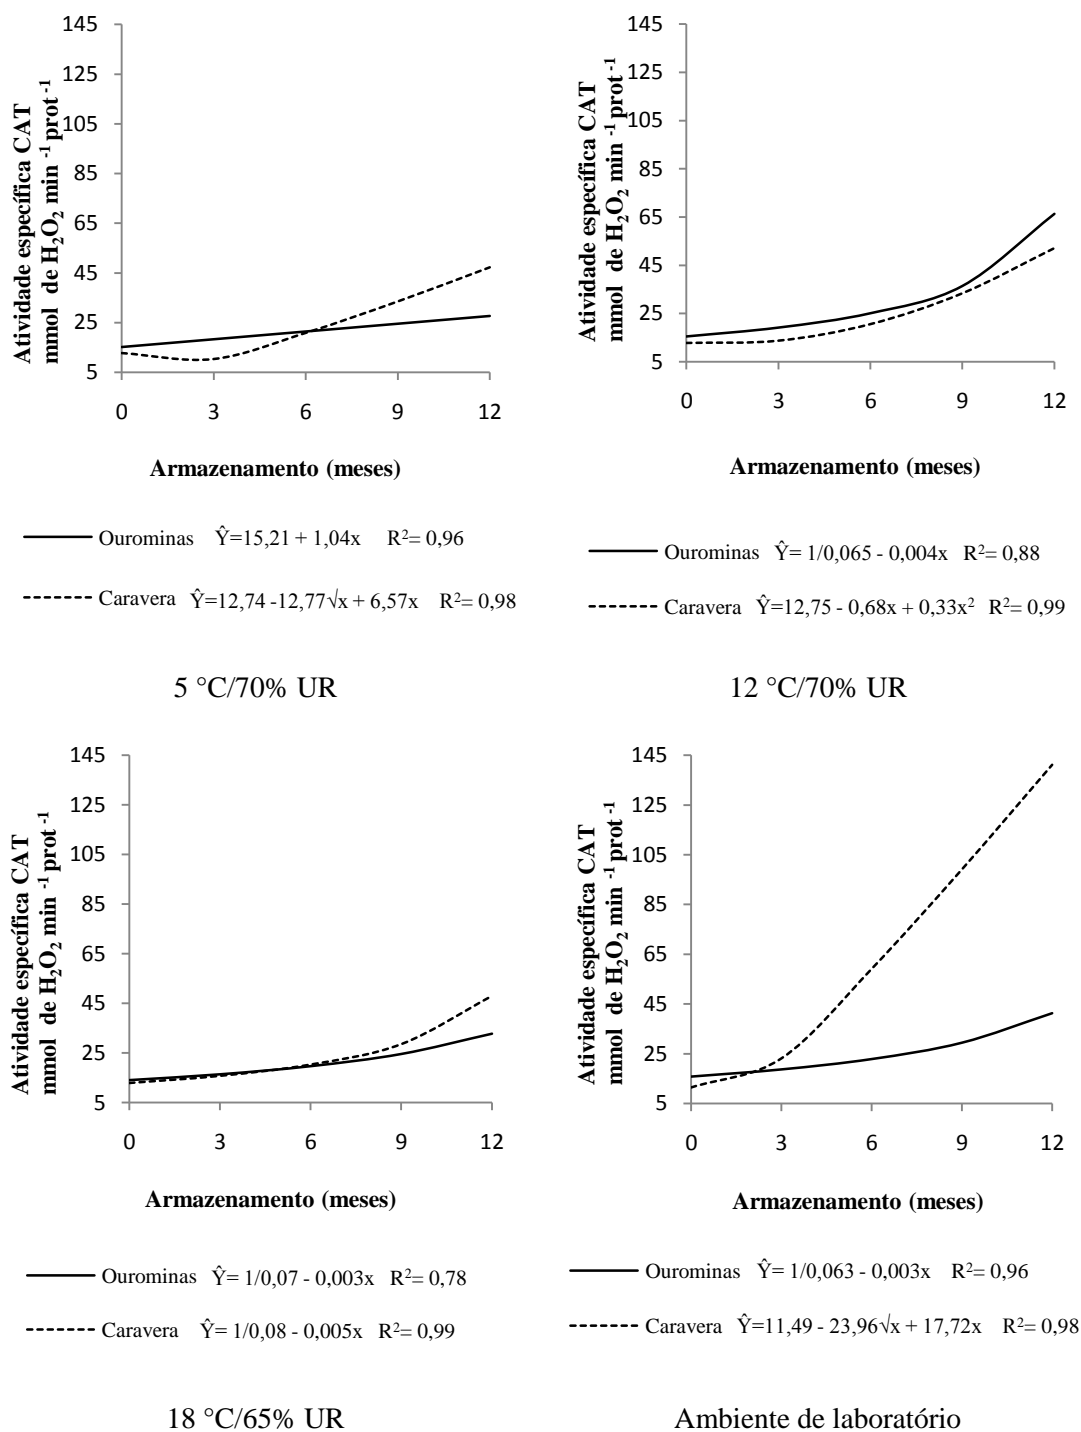 145
125
105
85
65
45
25
5
Atividade específica CAT
mmol de H₂O₂ min ⁻¹ prot⁻¹
0 3 6 9 12
Armazenamento (meses)
Ourominas Ŷ=15,21 + 1,04x R²= 0,96
Caravera Ŷ=12,74 -12,77√x + 6,57x R²= 0,98
5 °C/70% UR
145
125
105
85
65
45
25
5
Atividade específica CAT
mmol de H₂O₂ min ⁻¹ prot⁻¹
0 3 6 9 12
Armazenamento (meses)
Ourominas Ŷ= 1/0,065 - 0,004x R²= 0,88
Caravera Ŷ=12,75 - 0,68x + 0,33x² R²= 0,99
12 °C/70% UR
145
125
105
85
65
45
25
5
Atividade específica CAT
mmol de H₂O₂ min ⁻¹ prot⁻¹
0 3 6 9 12
Armazenamento (meses)
Ourominas Ŷ= 1/0,07 - 0,003x R²= 0,78
Caravera Ŷ= 1/0,08 - 0,005x R²= 0,99
18 °C/65% UR
145
125
105
85
65
45
25
5
Atividade específica CAT
mmol de H₂O₂ min ⁻¹ prot⁻¹
0 3 6 9 12
Armazenamento (meses)
Ourominas Ŷ= 1/0,063 - 0,003x R²= 0,96
Caravera Ŷ=11,49 - 23,96√x + 17,72x R²= 0,98
Ambiente de laboratório